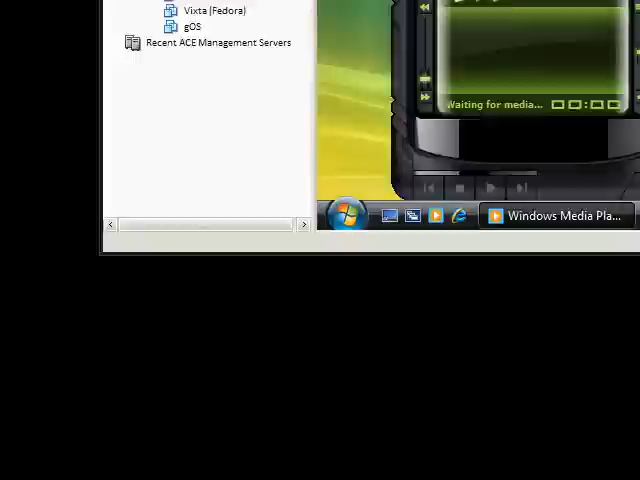 Vixta (Fedora)
gOS
Recent ACE Management Servers
Waiting for media...
Windows Media Pla...